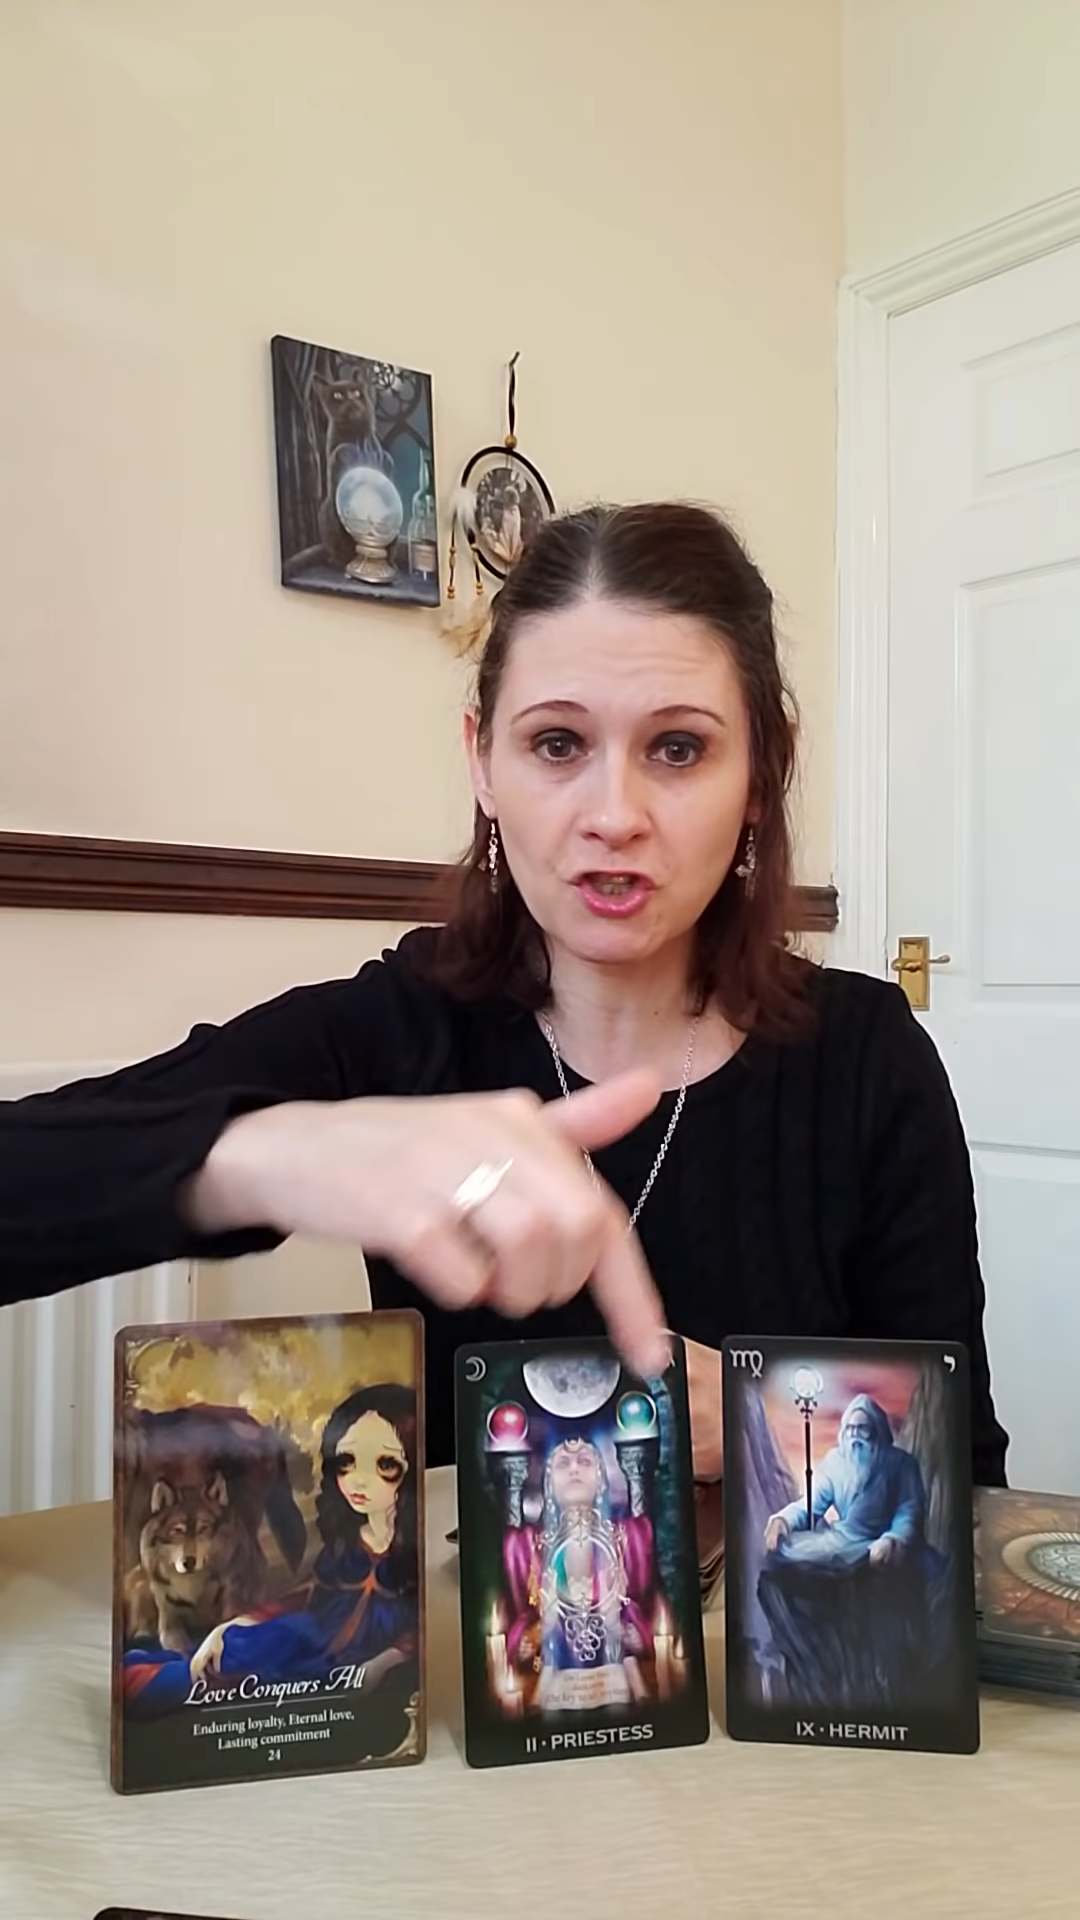 Love Conquers All
Enduring loyalty, Eternal love,
Lasting commitment
24
II • PRIESTESS
IX • HERMIT